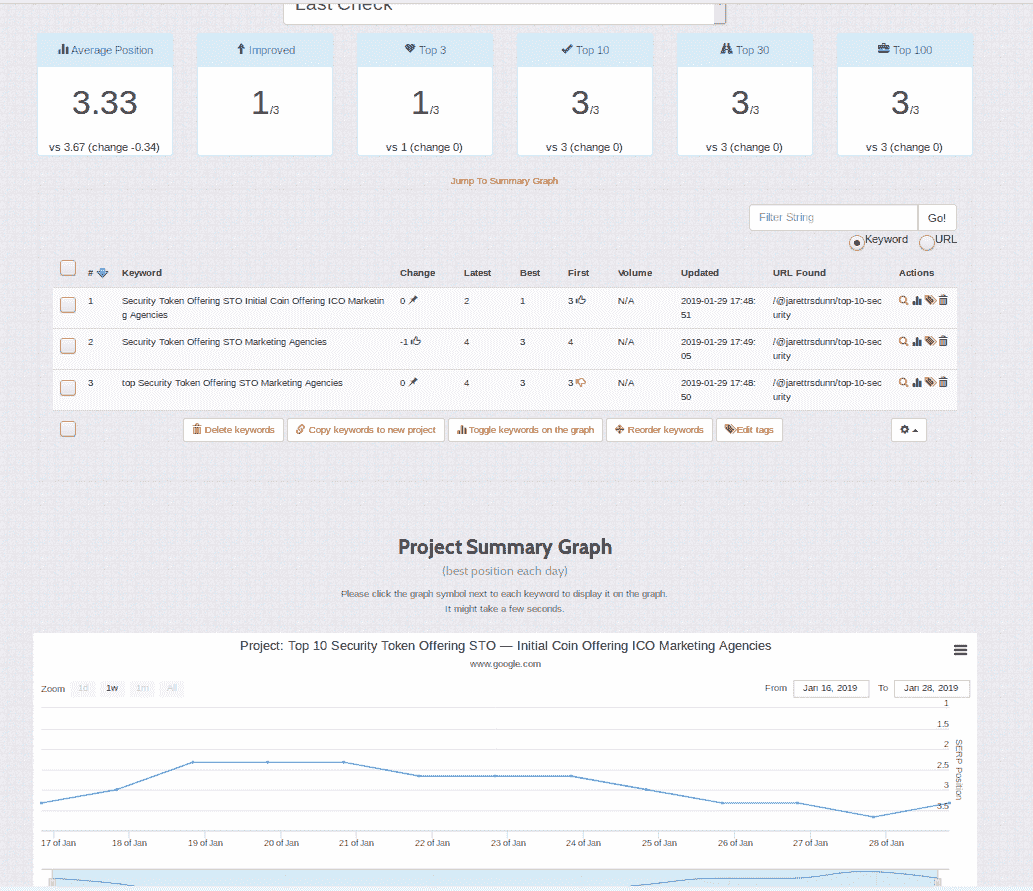 Last Check
Average Position
Improved
Top 3
Top 10
Top 30
Top 100
3.33
1/3
1/3
3/3
3/3
3/3
vs 3.67 (change -0.34)
vs 1 (change 0)
vs 3 (change 0)
vs 3 (change 0)
vs 3 (change 0)
Jump To Summary Graph
Filter String Go!
Keyword URL
# Keyword Change Latest Best First Volume Updated URL Found Actions
1 Security Token Offering STO Initial Coin Offering ICO Marketin 0 2 1 3 N/A 2019-01-29 17:48: /@jarettrsdunn/top-10-sec
g Agencies 51 urity
2 Security Token Offering STO Marketing Agencies -1 4 3 4 N/A 2019-01-29 17:49: /@jarettrsdunn/top-10-sec
05 urity
3 top Security Token Offering STO Marketing Agencies 0 4 3 3 N/A 2019-01-29 17:48: /@jarettrsdunn/top-10-sec
50 urity
Delete keywords Copy keywords to new project Toggle keywords on the graph Reorder keywords Edit tags
Project Summary Graph
(best position each day)
Please click the graph symbol next to each keyword to display it on the graph.
It might take a few seconds.
Project: Top 10 Security Token Offering STO — Initial Coin Offering ICO Marketing Agencies
www.google.com
Zoom 1d 1w 1m All From Jan 16, 2019 To Jan 28, 2019
1
1.5
2
2.5
3
3.5
SERP Position
17 of Jan 18 of Jan 19 of Jan 20 of Jan 21 of Jan 22 of Jan 23 of Jan 24 of Jan 25 of Jan 26 of Jan 27 of Jan 28 of Jan